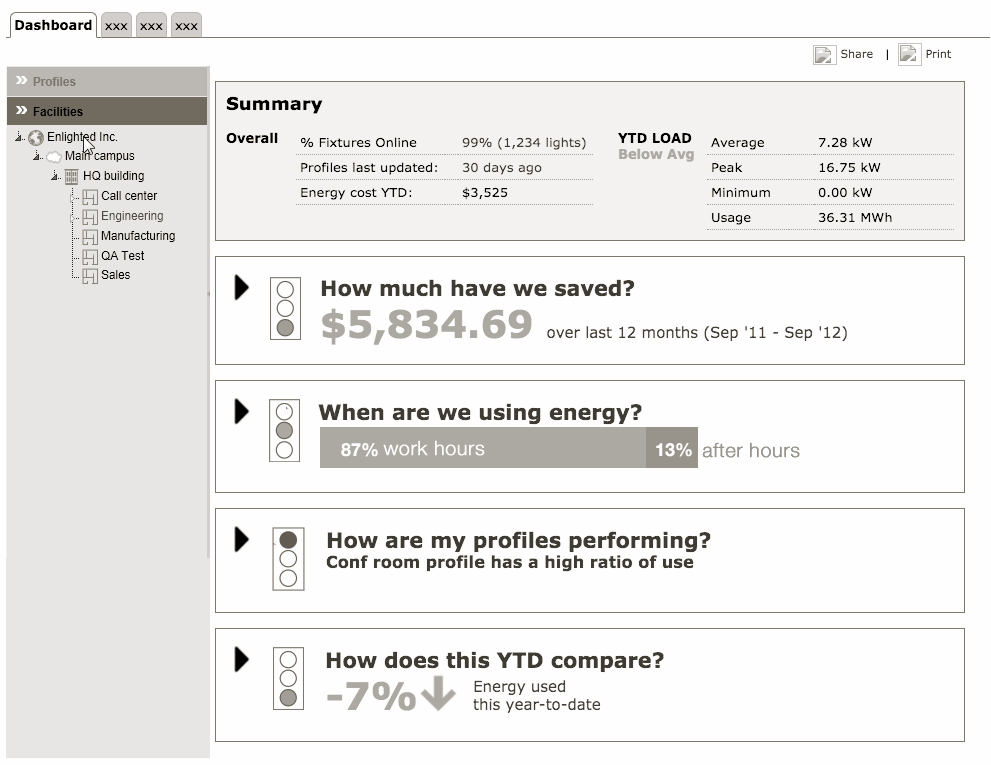 Dashboard xxx xxx xxx
Share | Print
Profiles
Facilities
Enlighted Inc.
Main campus
HQ building
Call center
Engineering
Manufacturing
QA Test
Sales
Summary
Overall
% Fixtures Online 99% (1,234 lights)
Profiles last updated: 30 days ago
Energy cost YTD: $3,525
YTD LOAD
Below Avg
Average 7.28 kW
Peak 16.75 kW
Minimum 0.00 kW
Usage 36.31 MWh
How much have we saved?
$5,834.69 over last 12 months (Sep '11 - Sep '12)
When are we using energy?
87% work hours 13% after hours
How are my profiles performing?
Conf room profile has a high ratio of use
How does this YTD compare?
-7% Energy used
this year-to-date